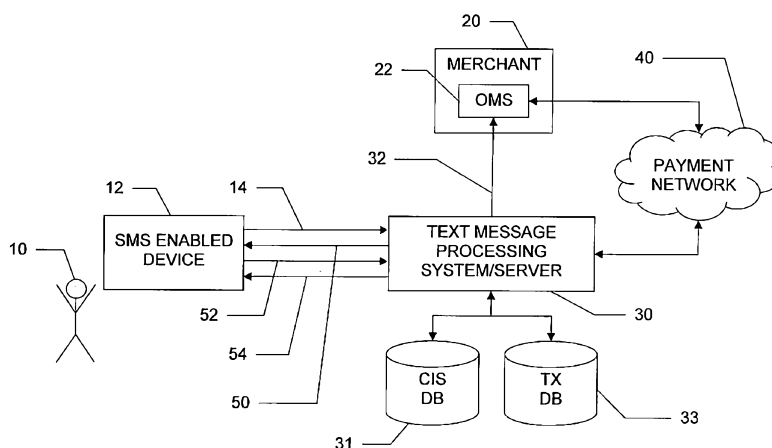 20
22
MERCHANT
OMS
40
PAYMENT
NETWORK
32
12
14
SMS ENABLED
DEVICE
TEXT MESSAGE
PROCESSING
SYSTEM/SERVER
10
52
54
50
30
CIS
DB
TX
DB
31
33